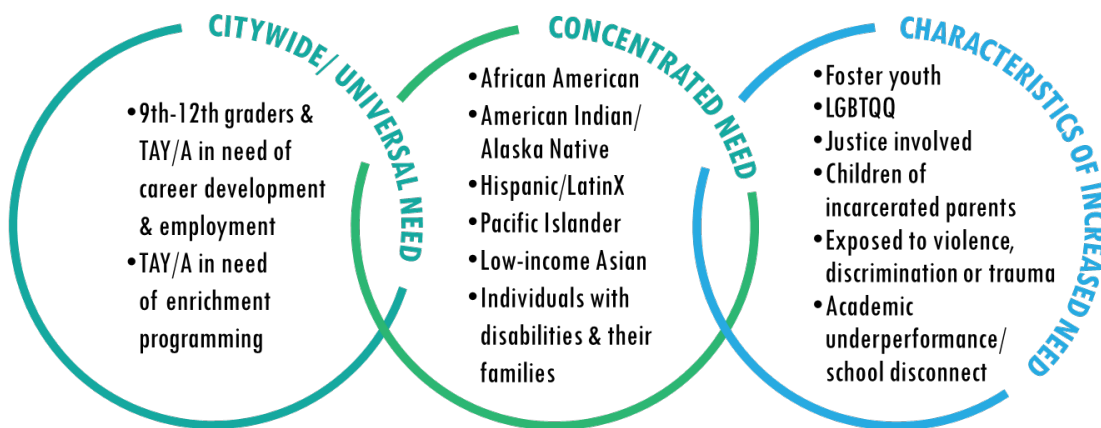 CITYWIDE/ UNIVERSAL NEED
•9th-12th graders &
TAY/A in need of
career development
& employment
•TAY/A in need
of enrichment
programming
CONCENTRATED NEED
•African American
•American Indian/
Alaska Native
•Hispanic/LatinX
•Pacific Islander
•Low-income Asian
•Individuals with
disabilities & their
families
CHARACTERISTICS OF INCREASED NEED
•Foster youth
•LGBTQQ
•Justice involved
•Children of
incarcerated parents
•Exposed to violence,
discrimination or trauma
•Academic
underperformance/
school disconnect